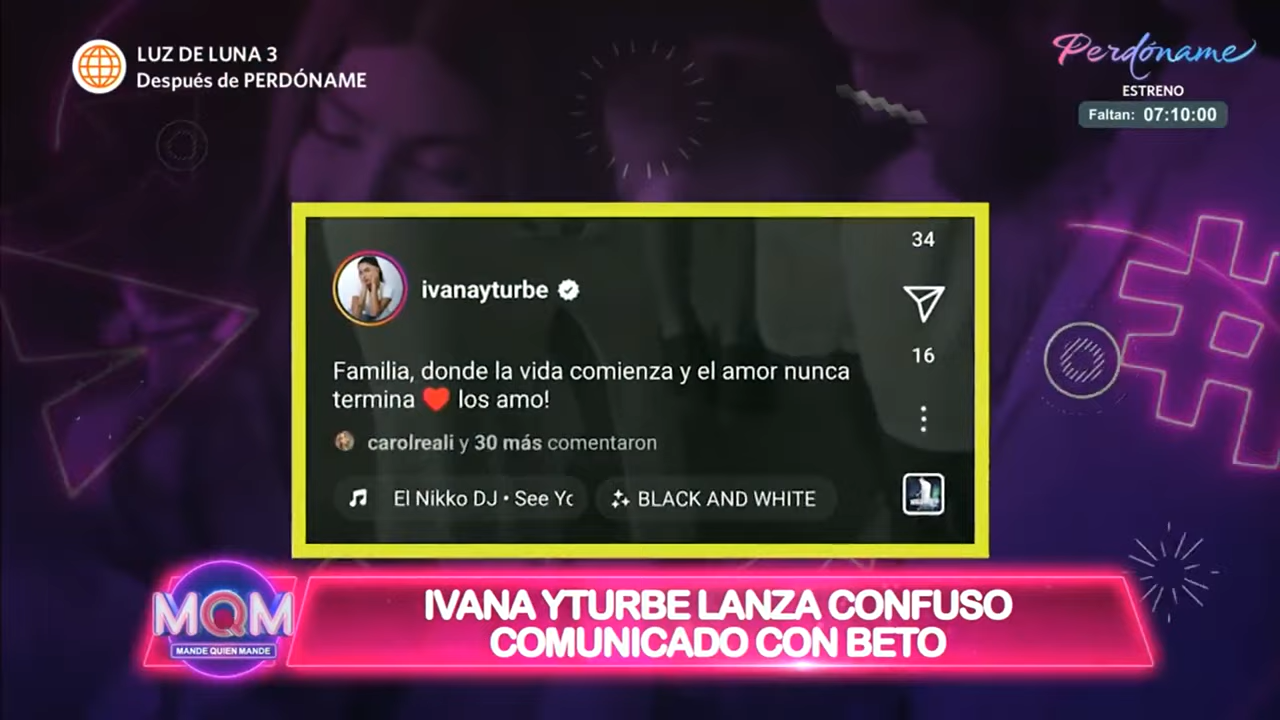 LUZ DE LUNA 3
Después de PERDÓNAME
Perdóname
ESTRENO
Faltan: 07:10:00
34
ivanayturbe
16
Familia, donde la vida comienza y el amor nunca
termina ❤️ los amo!
carolreali y 30 más comentaron
El Nikko DJ • See Yo
BLACK AND WHITE
MQM
MANDE QUIEN MANDE
IVANA YTURBE LANZA CONFUSO
COMUNICADO CON BETO